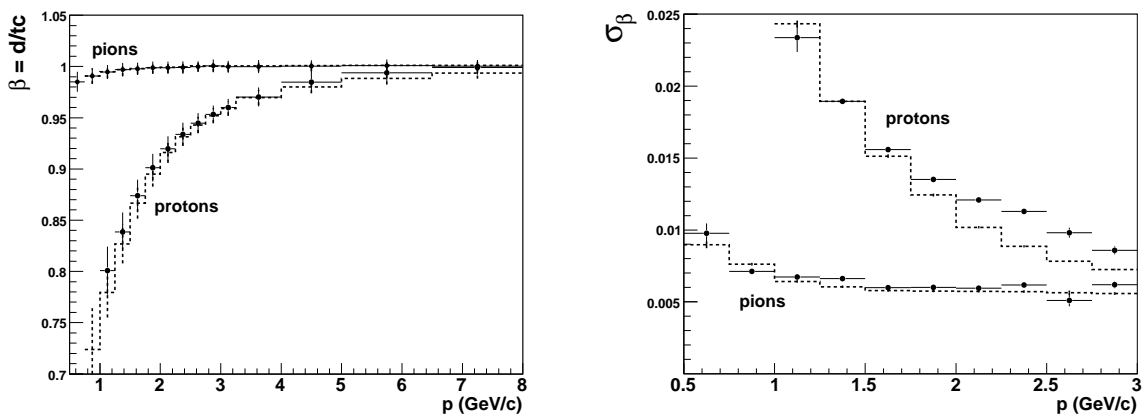 β = d/tc
1.05
1
0.95
0.9
0.85
0.8
0.75
0.7
pions
protons
1 2 3 4 5 6 7 8
p (GeV/c)
σβ
0.025
0.02
0.015
0.01
0.005
protons
pions
0.5 1 1.5 2 2.5 3
p (GeV/c)